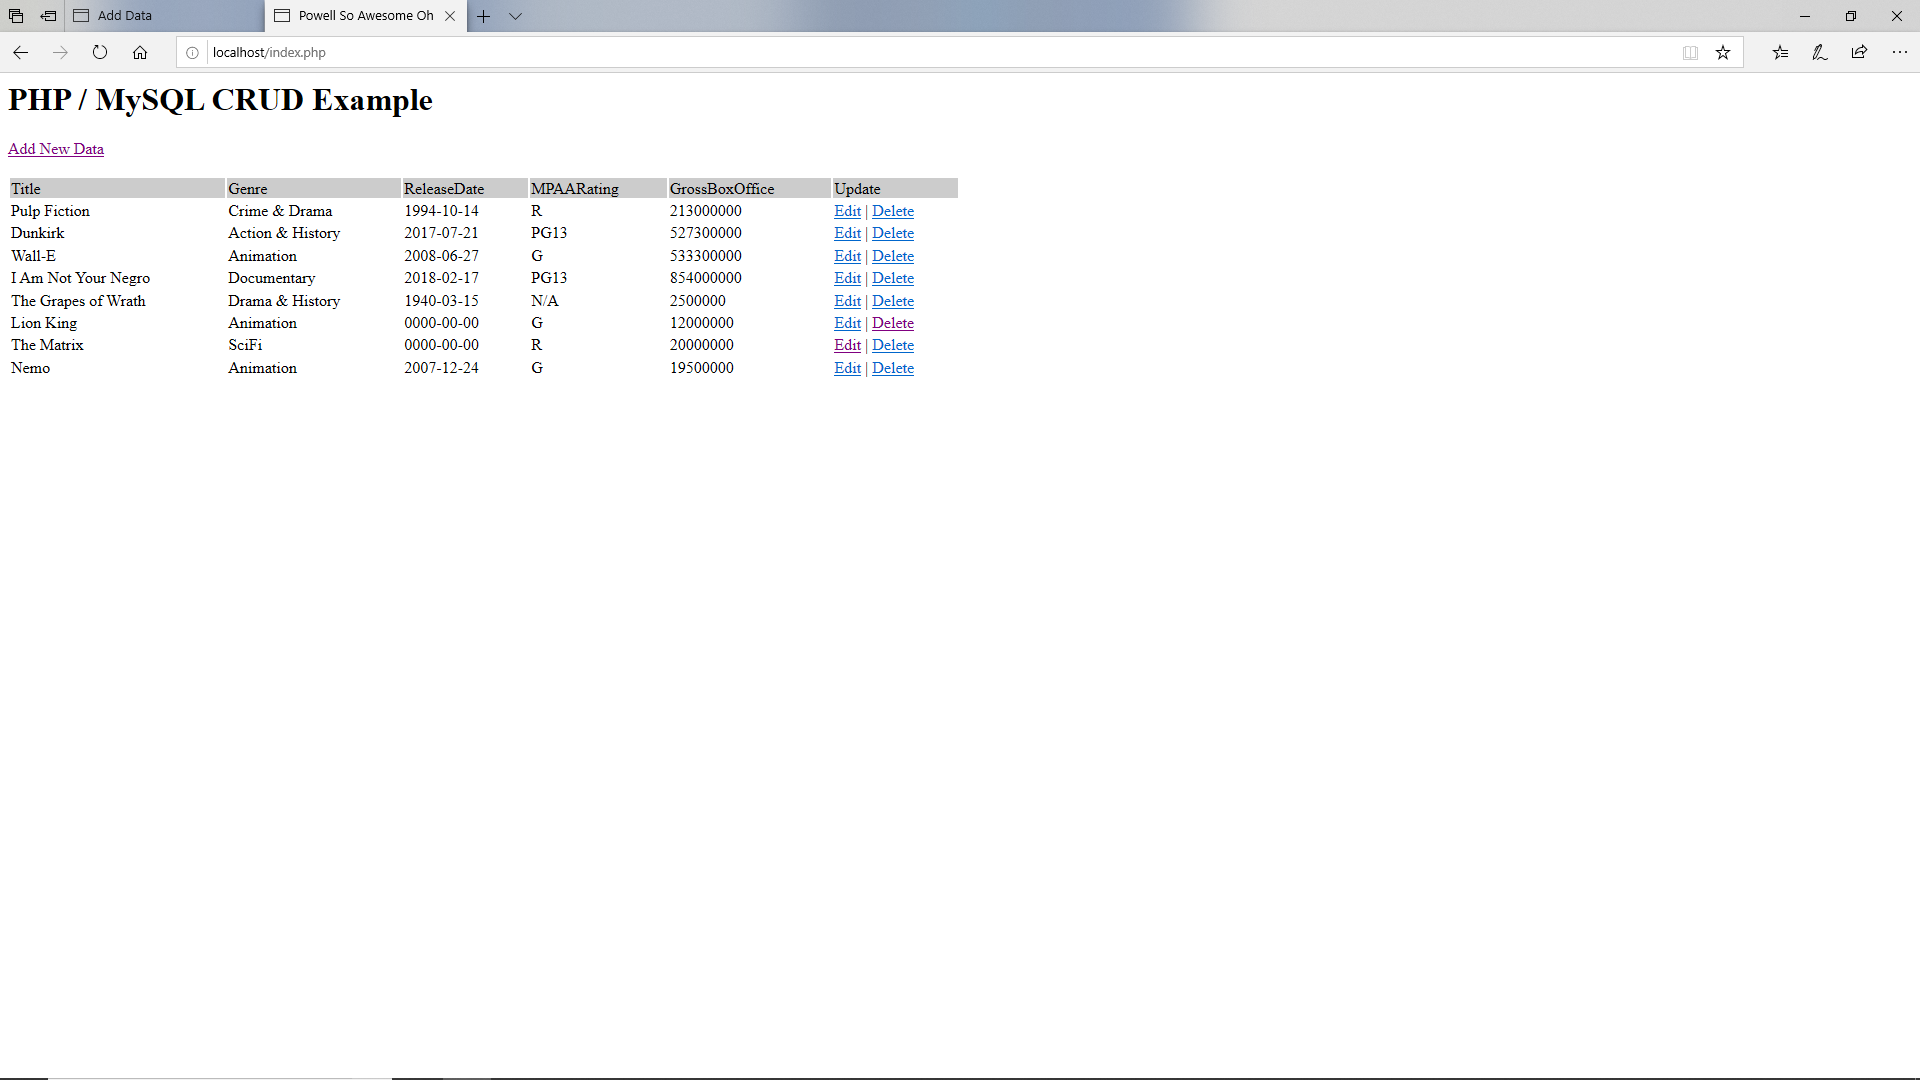 Add Data
Powell So Awesome Oh
localhost/index.php
PHP / MySQL CRUD Example
Add New Data
Title Genre ReleaseDate MPAARating GrossBoxOffice Update
Pulp Fiction Crime & Drama 1994-10-14 R 213000000 Edit | Delete
Dunkirk Action & History 2017-07-21 PG13 527300000 Edit | Delete
Wall-E Animation 2008-06-27 G 533300000 Edit | Delete
I Am Not Your Negro Documentary 2018-02-17 PG13 854000000 Edit | Delete
The Grapes of Wrath Drama & History 1940-03-15 N/A 2500000 Edit | Delete
Lion King Animation 0000-00-00 G 12000000 Edit | Delete
The Matrix SciFi 0000-00-00 R 20000000 Edit | Delete
Nemo Animation 2007-12-24 G 19500000 Edit | Delete